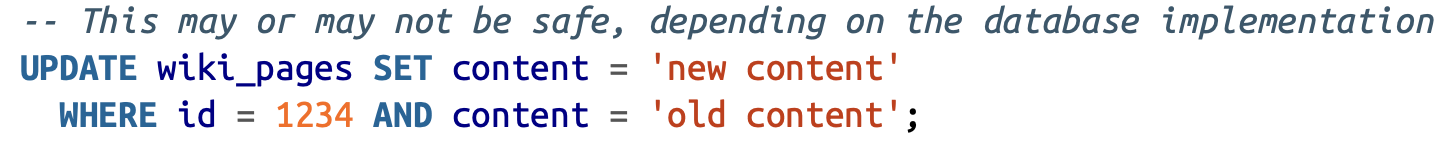 -- This may or may not be safe, depending on the database implementation
UPDATE wiki_pages SET content = 'new content'
WHERE id = 1234 AND content = 'old content';